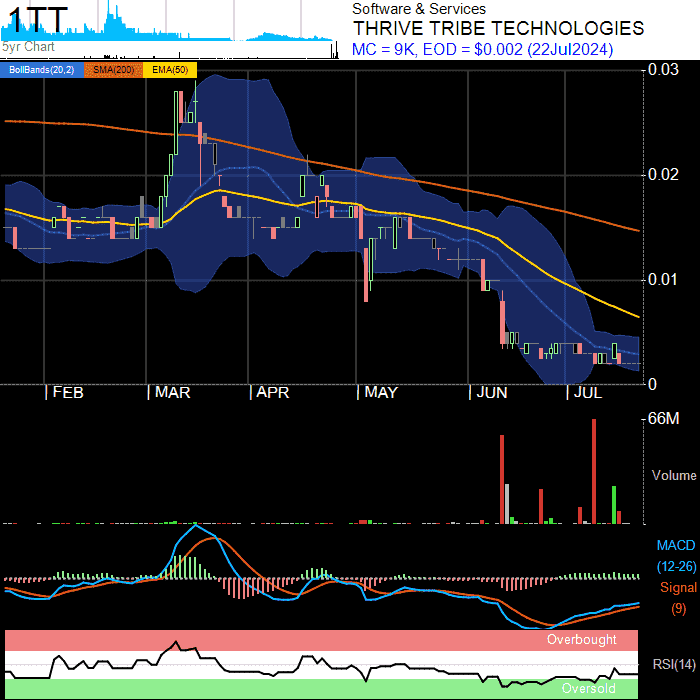 1TT
5yr Chart
Software & Services
THRIVE TRIBE TECHNOLOGIES
MC = 9K, EOD = $0.002 (22Jul2024)
BollBands(20,2) SMA(200) EMA(50)
0.03
0.02
0.01
0
FEB MAR APR MAY JUN JUL
66M
Volume
MACD
(12-26)
Signal
(9)
Overbought
RSI(14)
Oversold